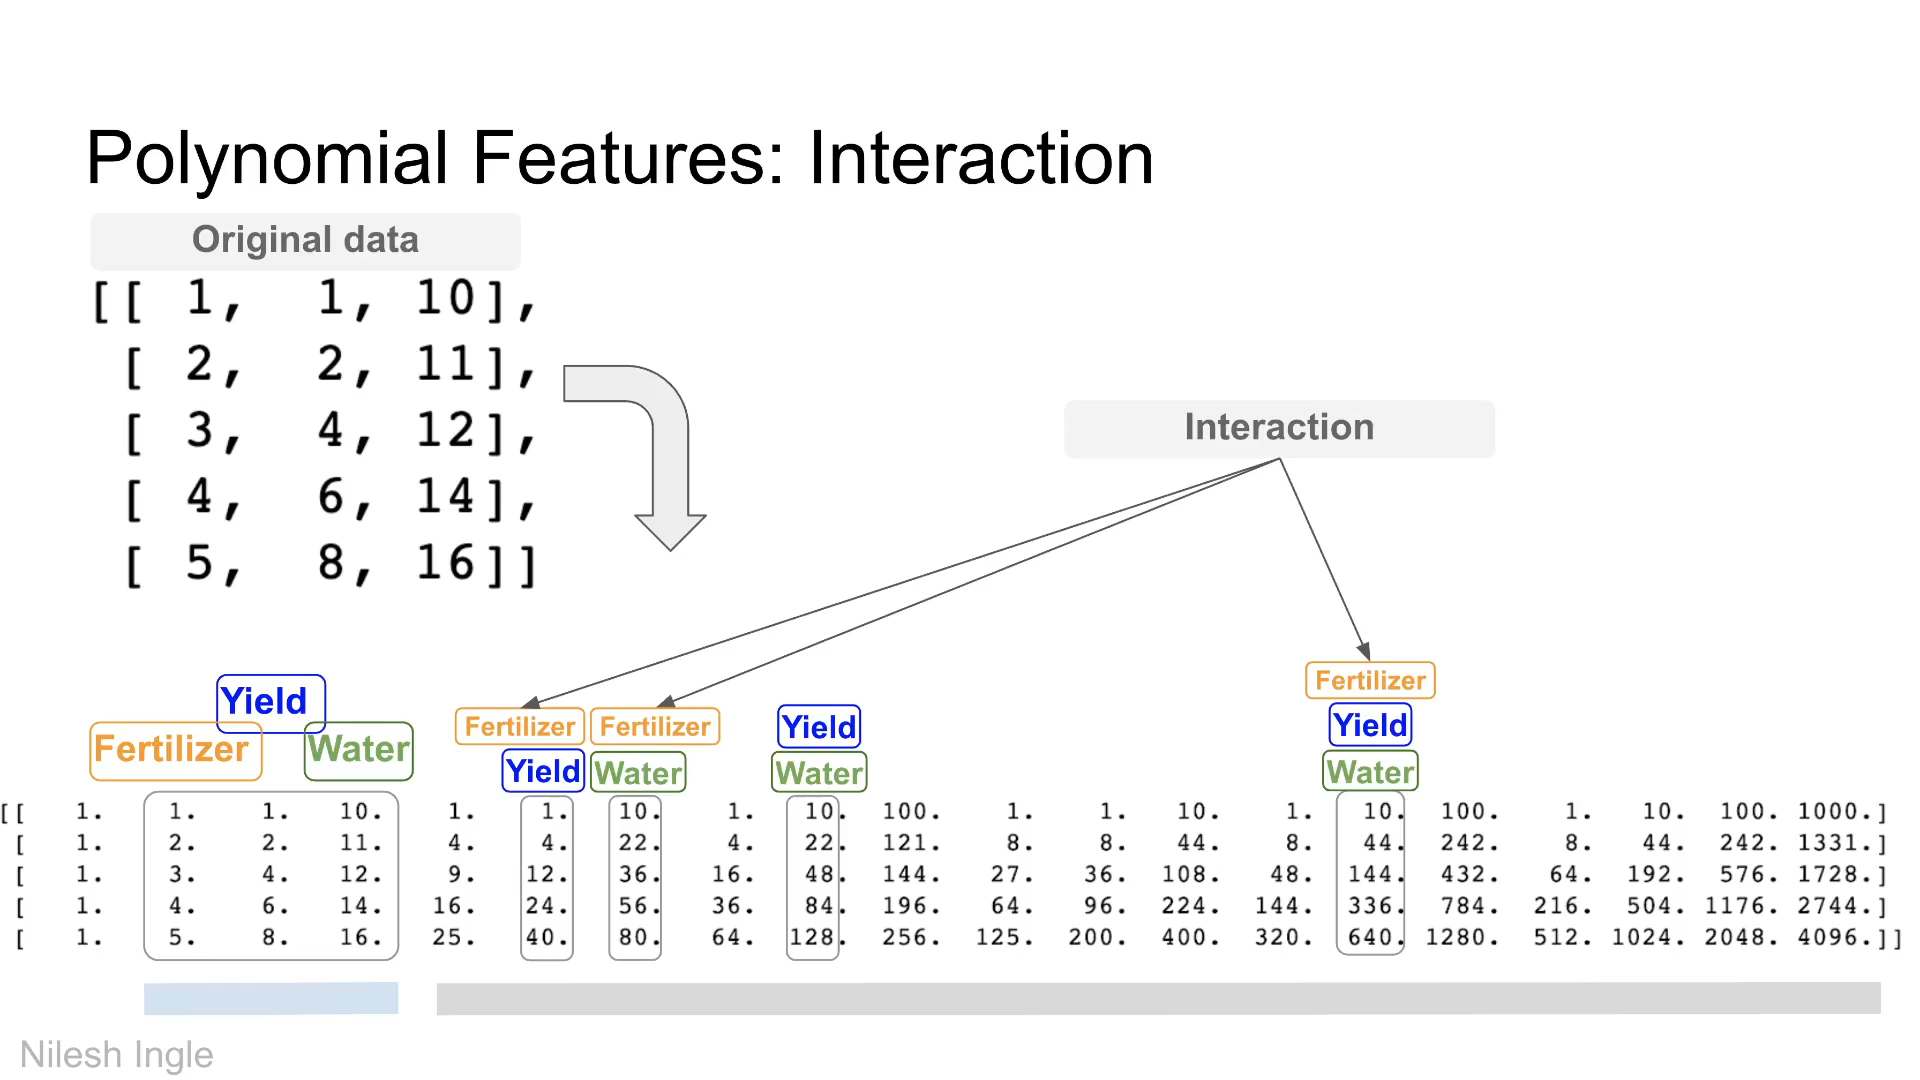 Polynomial Features: Interaction
Original data
[[ 1, 1, 10],
[ 2, 2, 11],
[ 3, 4, 12],
[ 4, 6, 14],
[ 5, 8, 16]]
Interaction
Yield
Fertilizer Water
Fertilizer
Yield
Fertilizer
Water
Yield
Water
Fertilizer
Yield
Water
[[ 1. 1. 1. 10. 1. 1. 10. 1. 10. 100. 1. 1. 10. 1. 10. 100. 1. 10. 100. 1000.]
[ 1. 2. 2. 11. 4. 4. 22. 4. 22. 121. 8. 8. 44. 8. 44. 242. 8. 44. 242. 1331.]
[ 1. 3. 4. 12. 9. 12. 36. 16. 48. 144. 27. 36. 108. 48. 144. 432. 64. 192. 576. 1728.]
[ 1. 4. 6. 14. 16. 24. 56. 36. 84. 196. 64. 96. 224. 144. 336. 784. 216. 504. 1176. 2744.]
[ 1. 5. 8. 16. 25. 40. 80. 64. 128. 256. 125. 200. 400. 320. 640. 1280. 512. 1024. 2048. 4096.]]
Nilesh Ingle